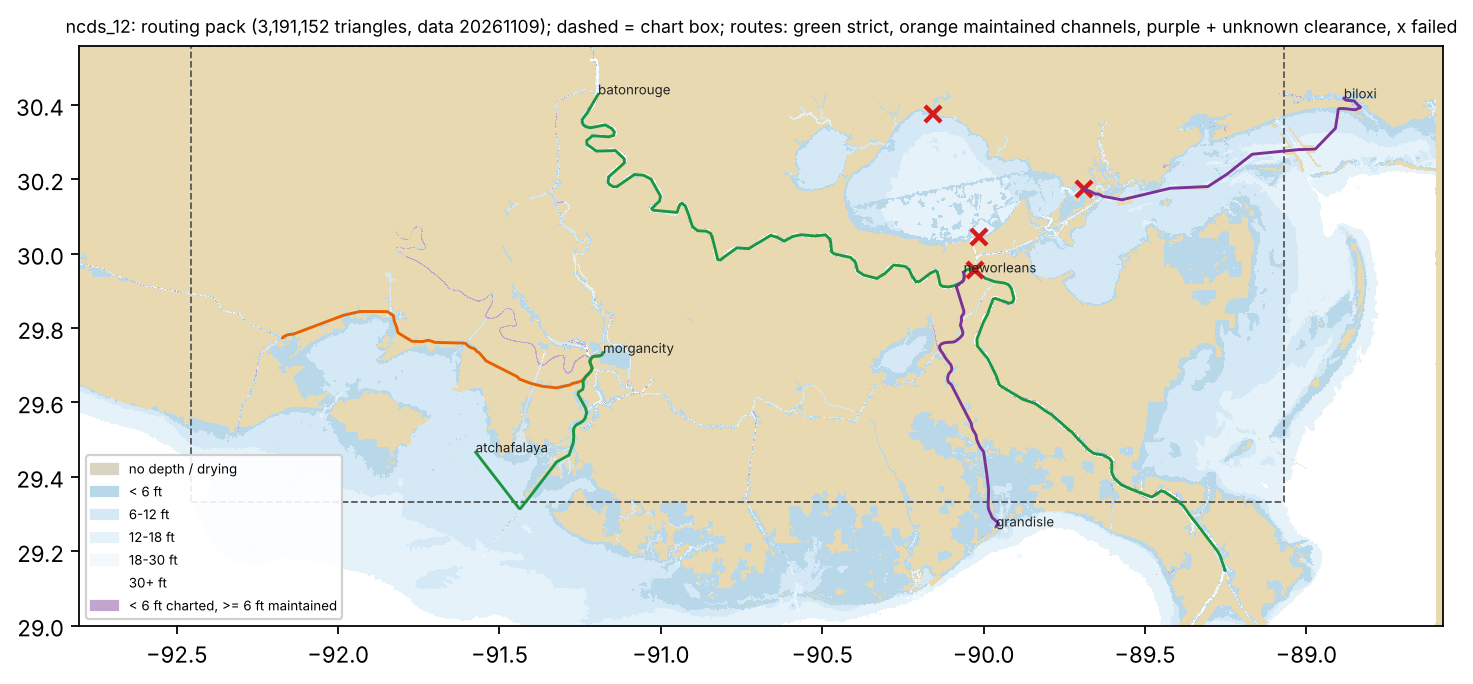 ncds_12: routing pack (3,191,152 triangles, data 20261109); dashed = chart box; routes: green strict, orange maintained channels, purple + unknown clearance, x failed
30.4
30.2
30.0
29.8
29.6
29.4
29.2
29.0
batonrouge
biloxi
neworleans
morgancity
atchafalaya
grandisle
no depth / drying
< 6 ft
6-12 ft
12-18 ft
18-30 ft
30+ ft
< 6 ft charted, >= 6 ft maintained
−92.5
−92.0
−91.5
−91.0
−90.5
−90.0
−89.5
−89.0